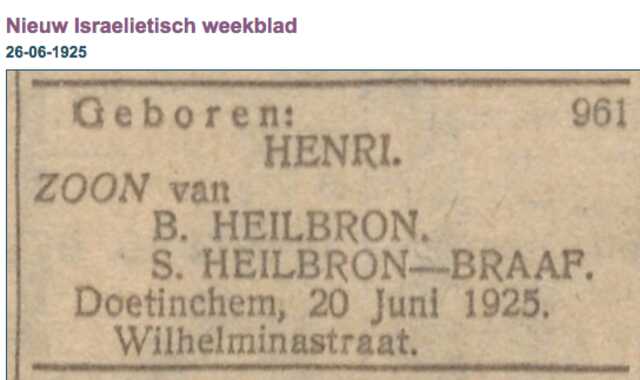 Nieuw Israelietisch weekblad
26-06-1925
Geboren: 961
HENRI.
ZOON van
B. HEILBRON.
S. HEILBRON—BRAAF.
Doetinchem, 20 Juni 1925.
Wilhelminastraat.